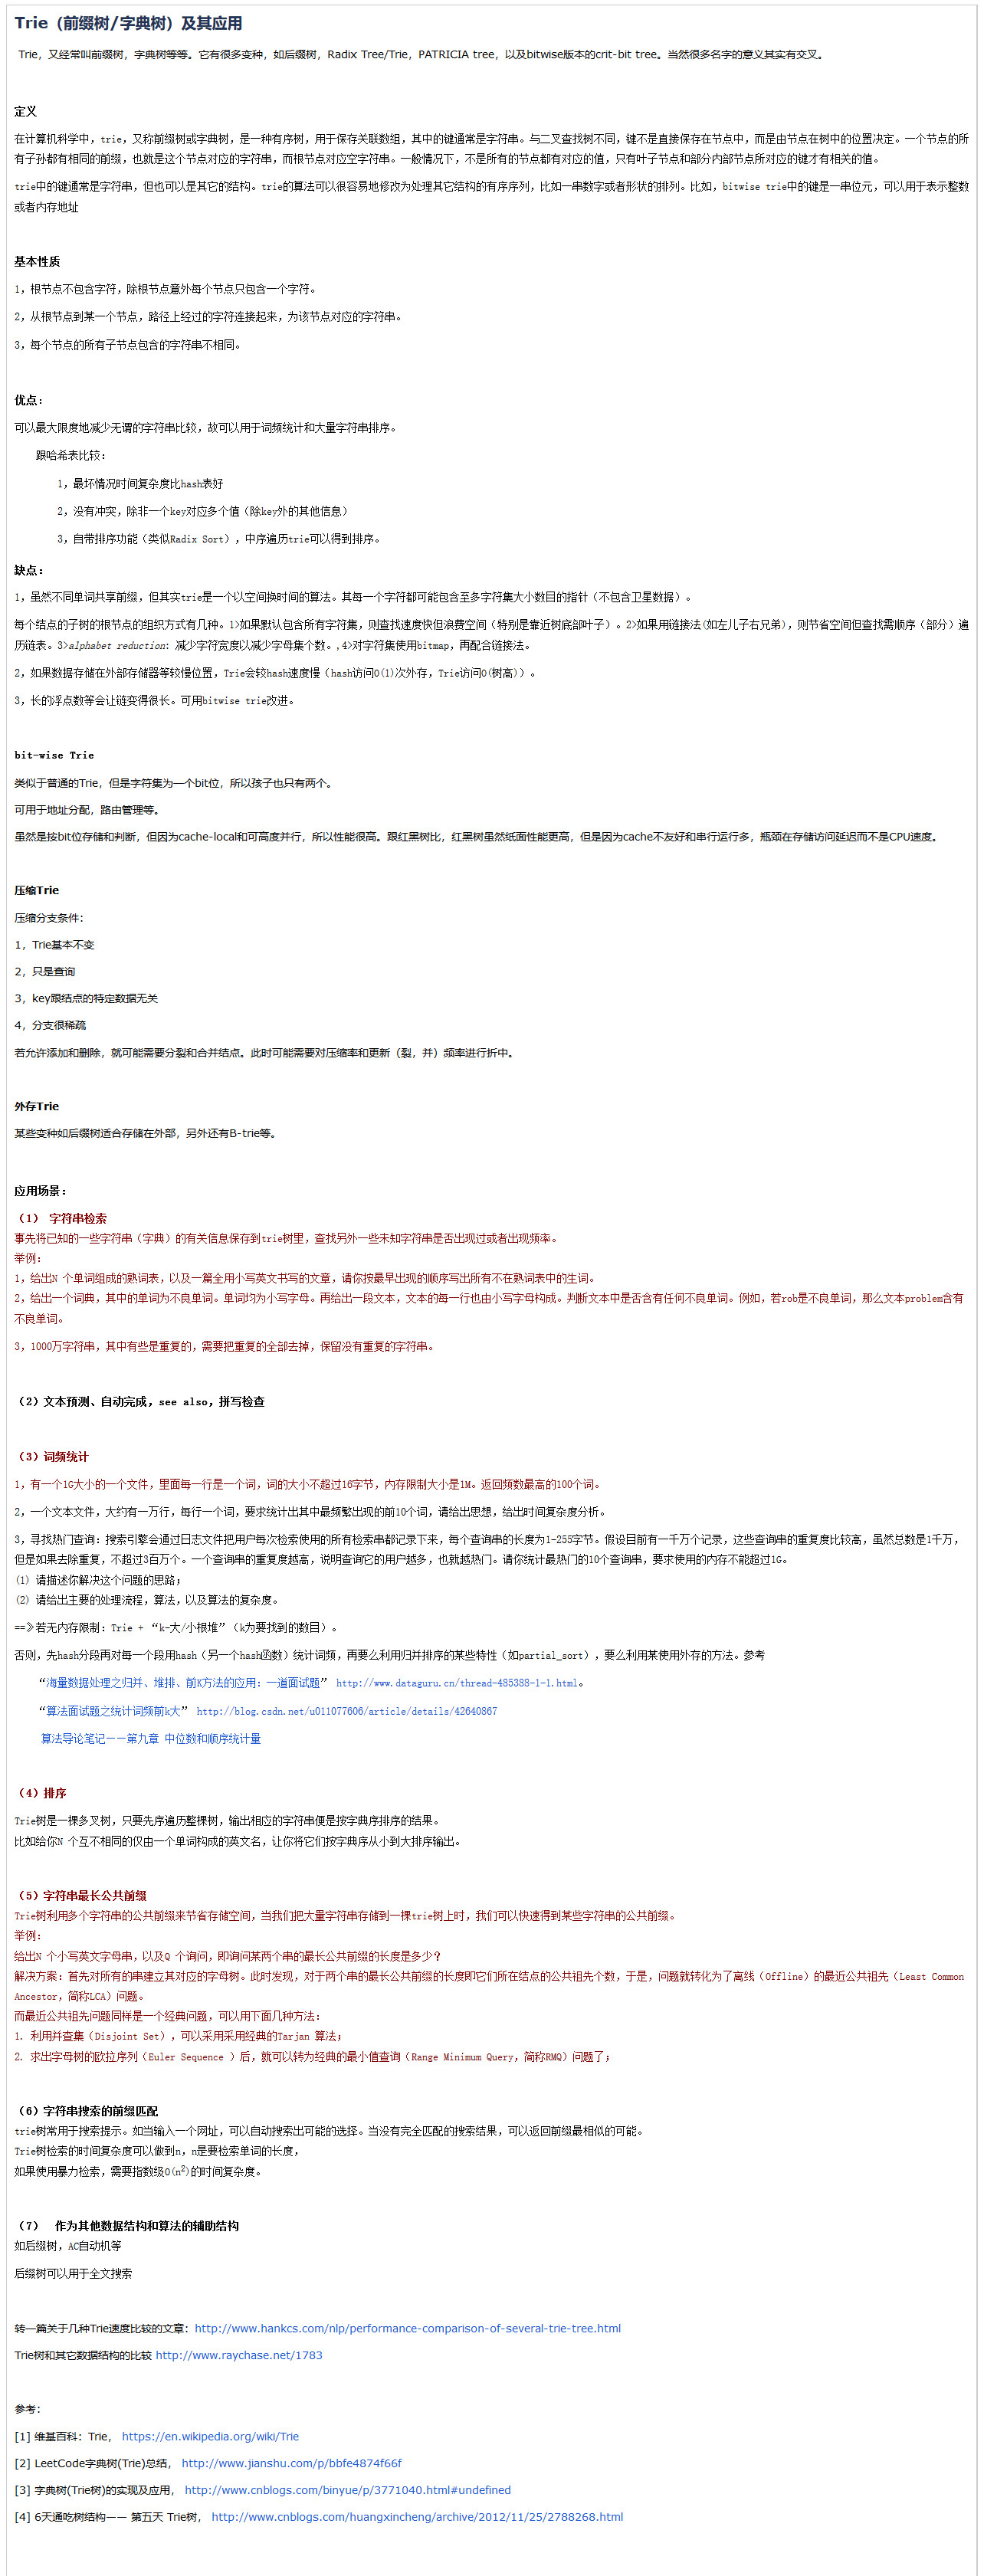 Trie（前缀树/字典树）及其应用
Trie，又经常叫前缀树，字典树等等。它有很多变种，如后缀树，Radix Tree/Trie，PATRICIA tree，以及bitwise版本的crit-bit tree。当然很多名字的意义其实有交叉。
定义
在计算机科学中，trie，又称前缀树或字典树，是一种有序树，用于保存关联数组，其中的键通常是字符串。与二叉查找树不同，键不是直接保存在节点中，而是由节点在树中的位置决定。一个节点的所
有子孙都有相同的前缀，也就是这个节点对应的字符串，而根节点对应空字符串。一般情况下，不是所有的节点都有对应的值，只有叶子节点和部分内部节点所对应的键才有相关的值。
trie中的键通常是字符串，但也可以是其它的结构。trie的算法可以很容易地修改为处理其它结构的有序序列，比如一串数字或者形状的排列。比如，bitwise trie中的键是一串位元，可以用于表示整数
或者内存地址
基本性质
1，根节点不包含字符，除根节点意外每个节点只包含一个字符。
2，从根节点到某一个节点，路径上经过的字符连接起来，为该节点对应的字符串。
3，每个节点的所有子节点包含的字符串不相同。
优点：
可以最大限度地减少无谓的字符串比较，故可以用于词频统计和大量字符串排序。
跟哈希表比较：
1，最坏情况时间复杂度比hash表好
2，没有冲突，除非一个key对应多个值（除key外的其他信息）
3，自带排序功能（类似Radix Sort），中序遍历trie可以得到排序。
缺点：
1，虽然不同单词共享前缀，但其实trie是一个以空间换时间的算法。其每一个字符都可能包含至多字符集大小数目的指针（不包含卫星数据）。
每个结点的子树的根节点的组织方式有几种。1>如果默认包含所有字符集，则查找速度快但浪费空间（特别是靠近树底部叶子）。2>如果用链接法(如左儿子右兄弟)，则节省空间但查找需顺序（部分）遍
历链表。3>alphabet reduction: 减少字符宽度以减少字母集个数。,4>对字符集使用bitmap，再配合链接法。
2，如果数据存储在外部存储器等较慢位置，Trie会较hash速度慢（hash访问O(1)次外存，Trie访问O(树高)）。
3，长的浮点数等会让链变得很长。可用bitwise trie改进。
bit-wise Trie
类似于普通的Trie，但是字符集为一个bit位，所以孩子也只有两个。
可用于地址分配，路由管理等。
虽然是按bit位存储和判断，但因为cache-local和可高度并行，所以性能很高。跟红黑树比，红黑树虽然纸面性能更高，但是因为cache不友好和串行运行多，瓶颈在存储访问延迟而不是CPU速度。
压缩Trie
压缩分支条件：
1，Trie基本不变
2，只是查询
3，key跟结点的特定数据无关
4，分支很稀疏
若允许添加和删除，就可能需要分裂和合并结点。此时可能需要对压缩率和更新（裂，并）频率进行折中。
外存Trie
某些变种如后缀树适合存储在外部，另外还有B-trie等。
应用场景：
（1） 字符串检索
事先将已知的一些字符串（字典）的有关信息保存到trie树里，查找另外一些未知字符串是否出现过或者出现频率。
举例：
1，给出N 个单词组成的熟词表，以及一篇全用小写英文书写的文章，请你按最早出现的顺序写出所有不在熟词表中的生词。
2，给出一个词典，其中的单词为不良单词。单词均为小写字母。再给出一段文本，文本的每一行也由小写字母构成。判断文本中是否含有任何不良单词。例如，若rob是不良单词，那么文本problem含有
不良单词。
3，1000万字符串，其中有些是重复的，需要把重复的全部去掉，保留没有重复的字符串。
（2）文本预测、自动完成，see also，拼写检查
（3）词频统计
1，有一个1G大小的一个文件，里面每一行是一个词，词的大小不超过16字节，内存限制大小是1M。返回频数最高的100个词。
2，一个文本文件，大约有一万行，每行一个词，要求统计出其中最频繁出现的前10个词，请给出思想，给出时间复杂度分析。
3，寻找热门查询：搜索引擎会通过日志文件把用户每次检索使用的所有检索串都记录下来，每个查询串的长度为1-255字节。假设目前有一千万个记录，这些查询串的重复度比较高，虽然总数是1千万，
但是如果去除重复，不超过3百万个。一个查询串的重复度越高，说明查询它的用户越多，也就越热门。请你统计最热门的10个查询串，要求使用的内存不能超过1G。
(1) 请描述你解决这个问题的思路；
(2) 请给出主要的处理流程，算法，以及算法的复杂度。
==》若无内存限制：Trie + “k-大/小根堆”（k为要找到的数目）。
否则，先hash分段再对每一个段用hash（另一个hash函数）统计词频，再要么利用归并排序的某些特性（如partial_sort），要么利用某使用外存的方法。参考
“海量数据处理之归并、堆排、前K方法的应用：一道面试题” http://www.dataguru.cn/thread-485388-1-1.html。
“算法面试题之统计词频前k大” http://blog.csdn.net/u011077606/article/details/42640867
算法导论笔记——第九章 中位数和顺序统计量
（4）排序
Trie树是一棵多叉树，只要先序遍历整棵树，输出相应的字符串便是按字典序排序的结果。
比如给你N 个互不相同的仅由一个单词构成的英文名，让你将它们按字典序从小到大排序输出。
（5）字符串最长公共前缀
Trie树利用多个字符串的公共前缀来节省存储空间，当我们把大量字符串存储到一棵trie树上时，我们可以快速得到某些字符串的公共前缀。
举例：
给出N 个小写英文字母串，以及Q 个询问，即询问某两个串的最长公共前缀的长度是多少？
解决方案：首先对所有的串建立其对应的字母树。此时发现，对于两个串的最长公共前缀的长度即它们所在结点的公共祖先个数，于是，问题就转化为了离线（Offline）的最近公共祖先（Least Common
Ancestor，简称LCA）问题。
而最近公共祖先问题同样是一个经典问题，可以用下面几种方法：
1. 利用并查集（Disjoint Set），可以采用采用经典的Tarjan 算法；
2. 求出字母树的欧拉序列（Euler Sequence ）后，就可以转为经典的最小值查询（Range Minimum Query，简称RMQ）问题了；
（6）字符串搜索的前缀匹配
trie树常用于搜索提示。如当输入一个网址，可以自动搜索出可能的选择。当没有完全匹配的搜索结果，可以返回前缀最相似的可能。
Trie树检索的时间复杂度可以做到n，n是要检索单词的长度，
如果使用暴力检索，需要指数级O(n²)的时间复杂度。
（7） 作为其他数据结构和算法的辅助结构
如后缀树，AC自动机等
后缀树可以用于全文搜索
转一篇关于几种Trie速度比较的文章：http://www.hankcs.com/nlp/performance-comparison-of-several-trie-tree.html
Trie树和其它数据结构的比较 http://www.raychase.net/1783
参考：
[1] 维基百科：Trie， https://en.wikipedia.org/wiki/Trie
[2] LeetCode字典树(Trie)总结， http://www.jianshu.com/p/bbfe4874f66f
[3] 字典树(Trie树)的实现及应用， http://www.cnblogs.com/binyue/p/3771040.html#undefined
[4] 6天通吃树结构—— 第五天 Trie树， http://www.cnblogs.com/huangxincheng/archive/2012/11/25/2788268.html